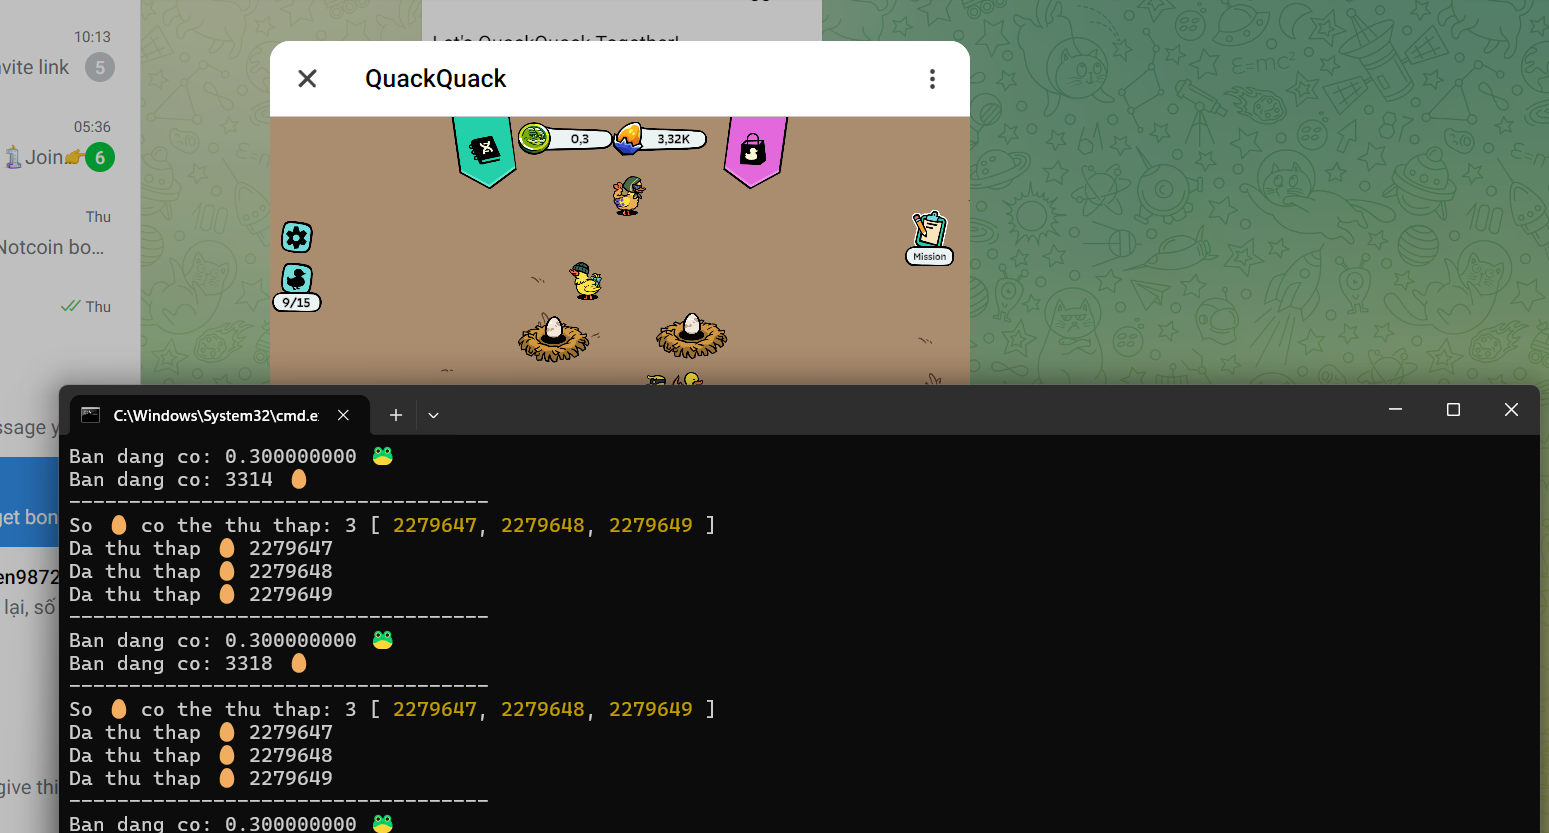 10:13
vite link 5
05:36
Join👉 6
Thu
Notcoin bo...
Thu
ssage y
get bon
en9872
lại, số
give thi
Let's QuackQuack Together!
QuackQuack
0,3
3,32K
Mission
9/15
C:\Windows\System32\cmd.e
Ban dang co: 0.300000000 🐸
Ban dang co: 3314 🥚
-----------------------------------
So 🥚 co the thu thap: 3 [ 2279647, 2279648, 2279649 ]
Da thu thap 🥚 2279647
Da thu thap 🥚 2279648
Da thu thap 🥚 2279649
-----------------------------------
Ban dang co: 0.300000000 🐸
Ban dang co: 3318 🥚
-----------------------------------
So 🥚 co the thu thap: 3 [ 2279647, 2279648, 2279649 ]
Da thu thap 🥚 2279647
Da thu thap 🥚 2279648
Da thu thap 🥚 2279649
-----------------------------------
Ban dang co: 0.300000000 🐸